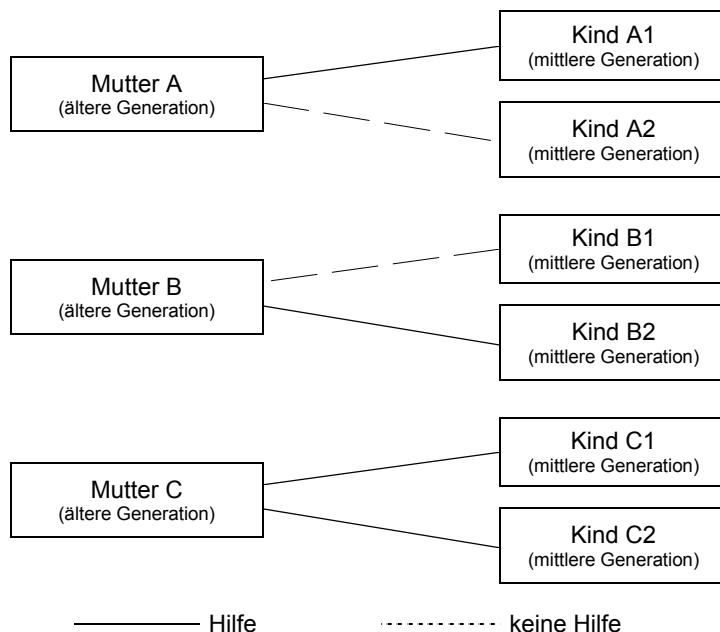 Kind A1
(mittlere Generation)
Mutter A
(ältere Generation)
Kind A2
(mittlere Generation)
Kind B1
(mittlere Generation)
Mutter B
(ältere Generation)
Kind B2
(mittlere Generation)
Kind C1
(mittlere Generation)
Mutter C
(ältere Generation)
Kind C2
(mittlere Generation)
Hilfe
keine Hilfe